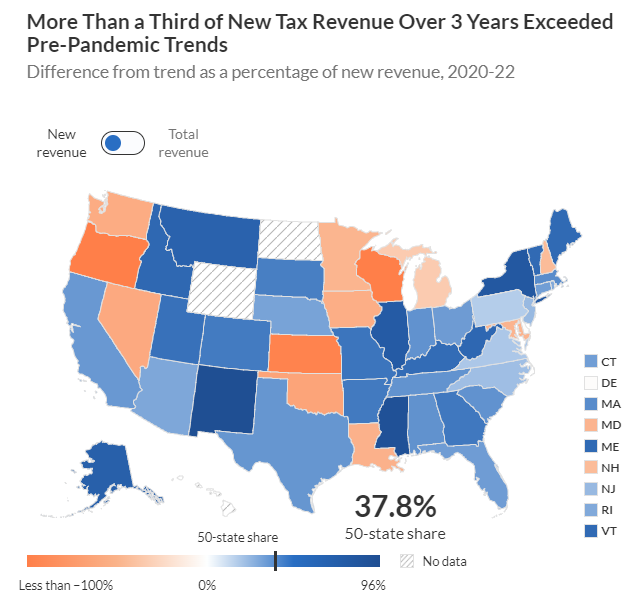 More Than a Third of New Tax Revenue Over 3 Years Exceeded
Pre-Pandemic Trends
Difference from trend as a percentage of new revenue, 2020-22
New
revenue
Total
revenue
CT
DE
MA
MD
ME
NH
NJ
RI
VT
37.8%
50-state share
50-state share
No data
Less than −100%
0%
96%